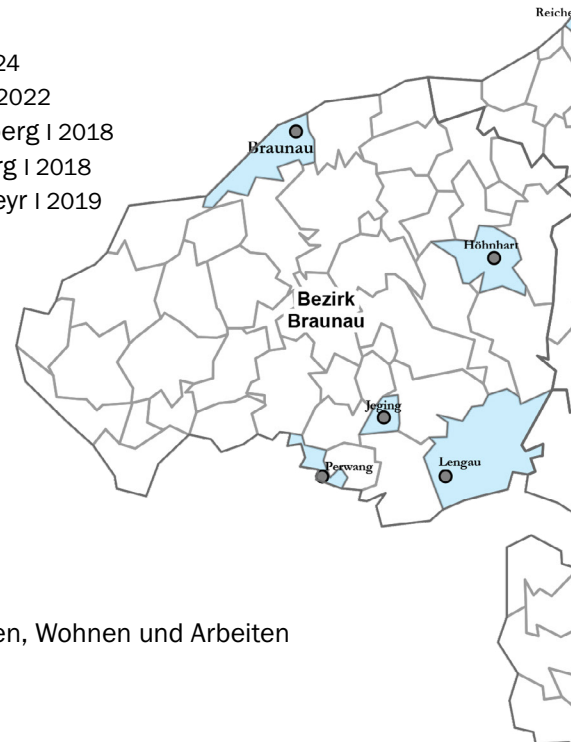 Reiche
24
2022
erg I 2018
rg I 2018
eyr I 2019
Braunau
Höhnhart
Bezirk
Braunau
Jeging
Perwang
Lengau
en, Wohnen und Arbeiten